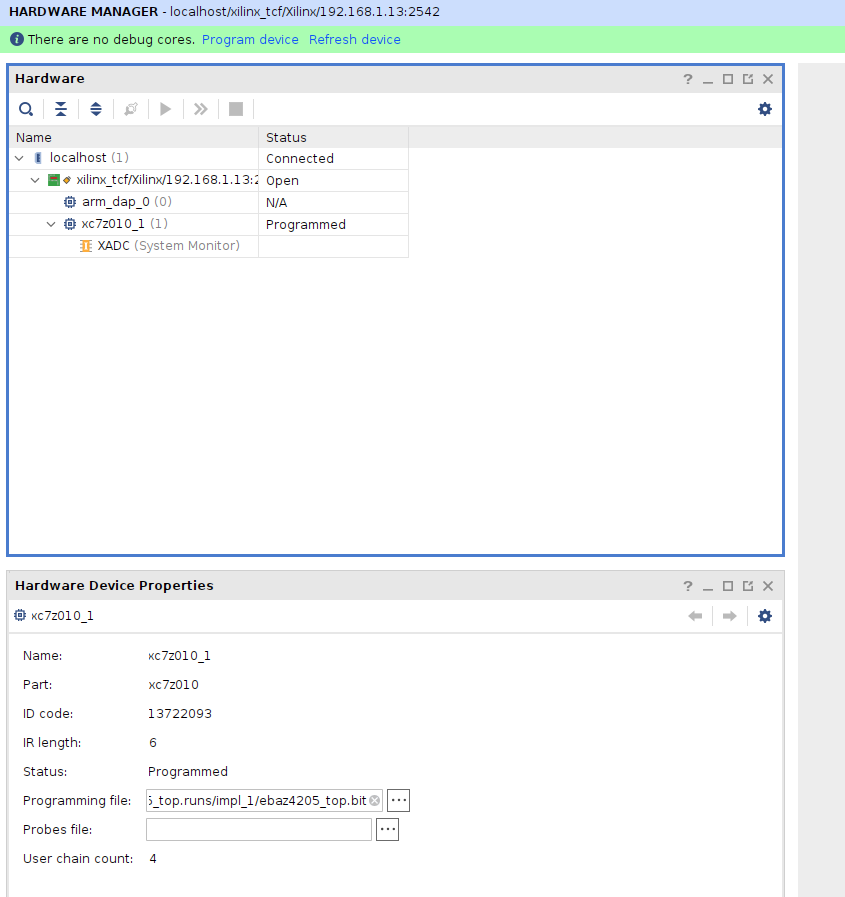 HARDWARE MANAGER - localhost/xilinx_tcf/Xilinx/192.168.1.13:2542
There are no debug cores. Program device Refresh device
Hardware
Name Status
localhost (1) Connected
xilinx_tcf/Xilinx/192.168.1.13:2 Open
arm_dap_0 (0) N/A
xc7z010_1 (1) Programmed
XADC (System Monitor)
Hardware Device Properties
xc7z010_1
Name: xc7z010_1
Part: xc7z010
ID code: 13722093
IR length: 6
Status: Programmed
Programming file: 5_top.runs/impl_1/ebaz4205_top.bit
Probes file:
User chain count: 4